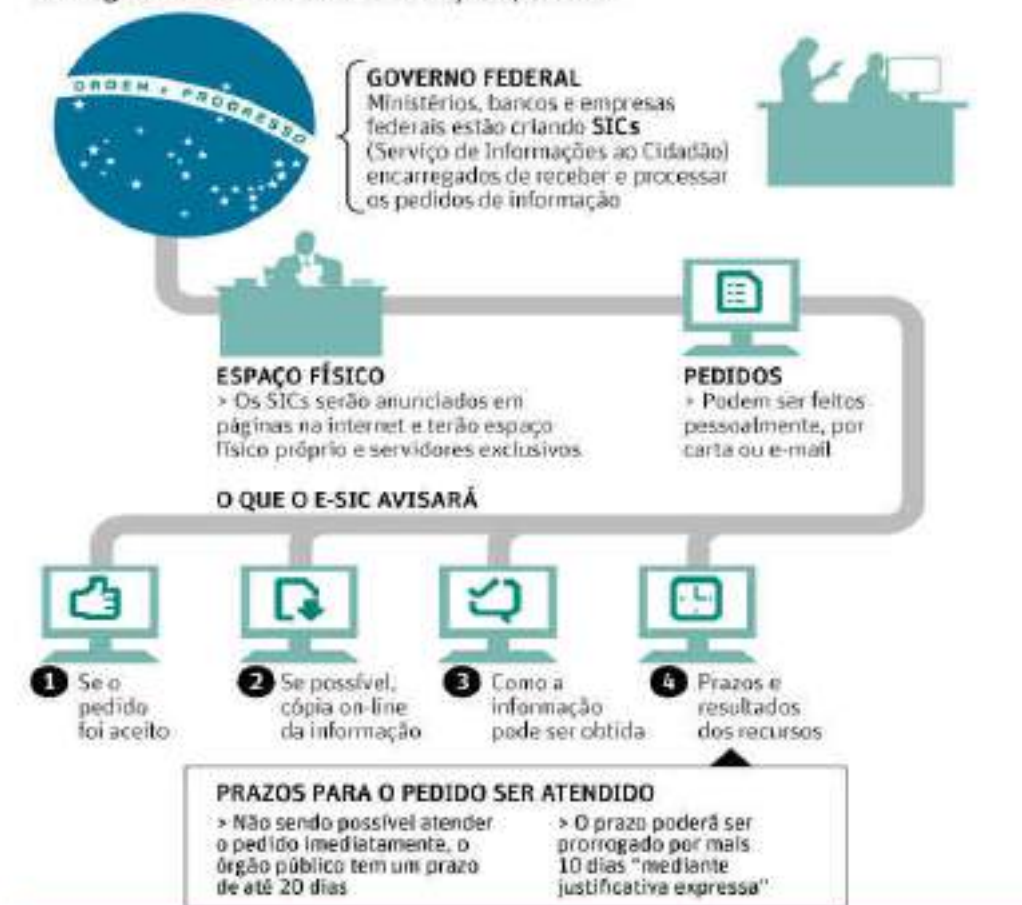 ORDEM E PROGRESSO
GOVERNO FEDERAL
Ministérios, bancos e empresas
federais estão criando SICs
(Serviço de Informações ao Cidadão)
encarregados de receber e processar
os pedidos de informação
ESPAÇO FÍSICO
> Os SICs serão anunciados em
páginas na internet e terão espaço
físico próprio e servidores exclusivos
PEDIDOS
> Podem ser feitos
pessoalmente, por
carta ou e-mail
O QUE O E-SIC AVISARÁ
1 Se o
pedido
foi aceito
2 Se possível,
cópia on-line
da informação
3 Como a
informação
pode ser obtida
4 Prazos e
resultados
dos recursos
PRAZOS PARA O PEDIDO SER ATENDIDO
> Não sendo possível atender
o pedido imediatamente, o
órgão público tem um prazo
de até 20 dias
> O prazo poderá ser
prorrogado por mais
10 dias "mediante
justificativa expressa"